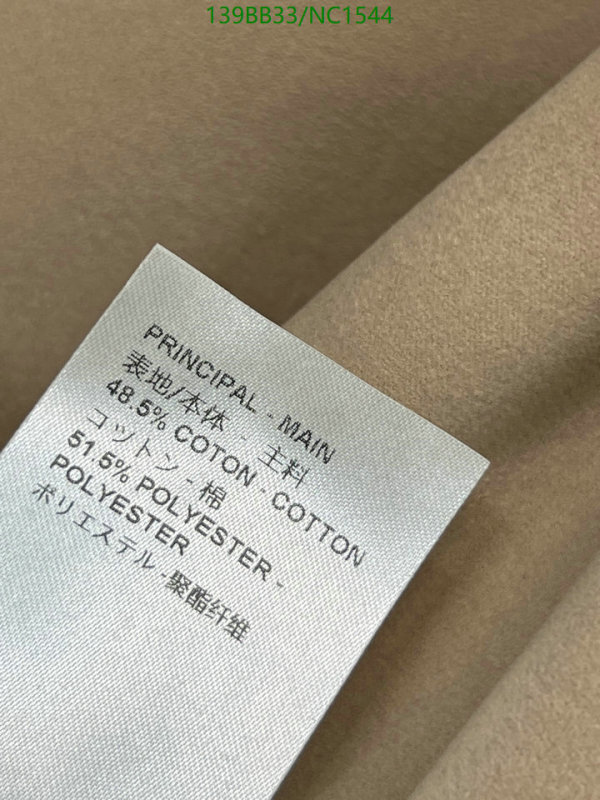 139BB33/NC1544
PRINCIPAL - MAIN
表地/本体 - 主料
48.5% COTON - COTTON
コットン - 棉
51.5% POLYESTER -
POLYESTER
ポリエステル - 聚酯纤维